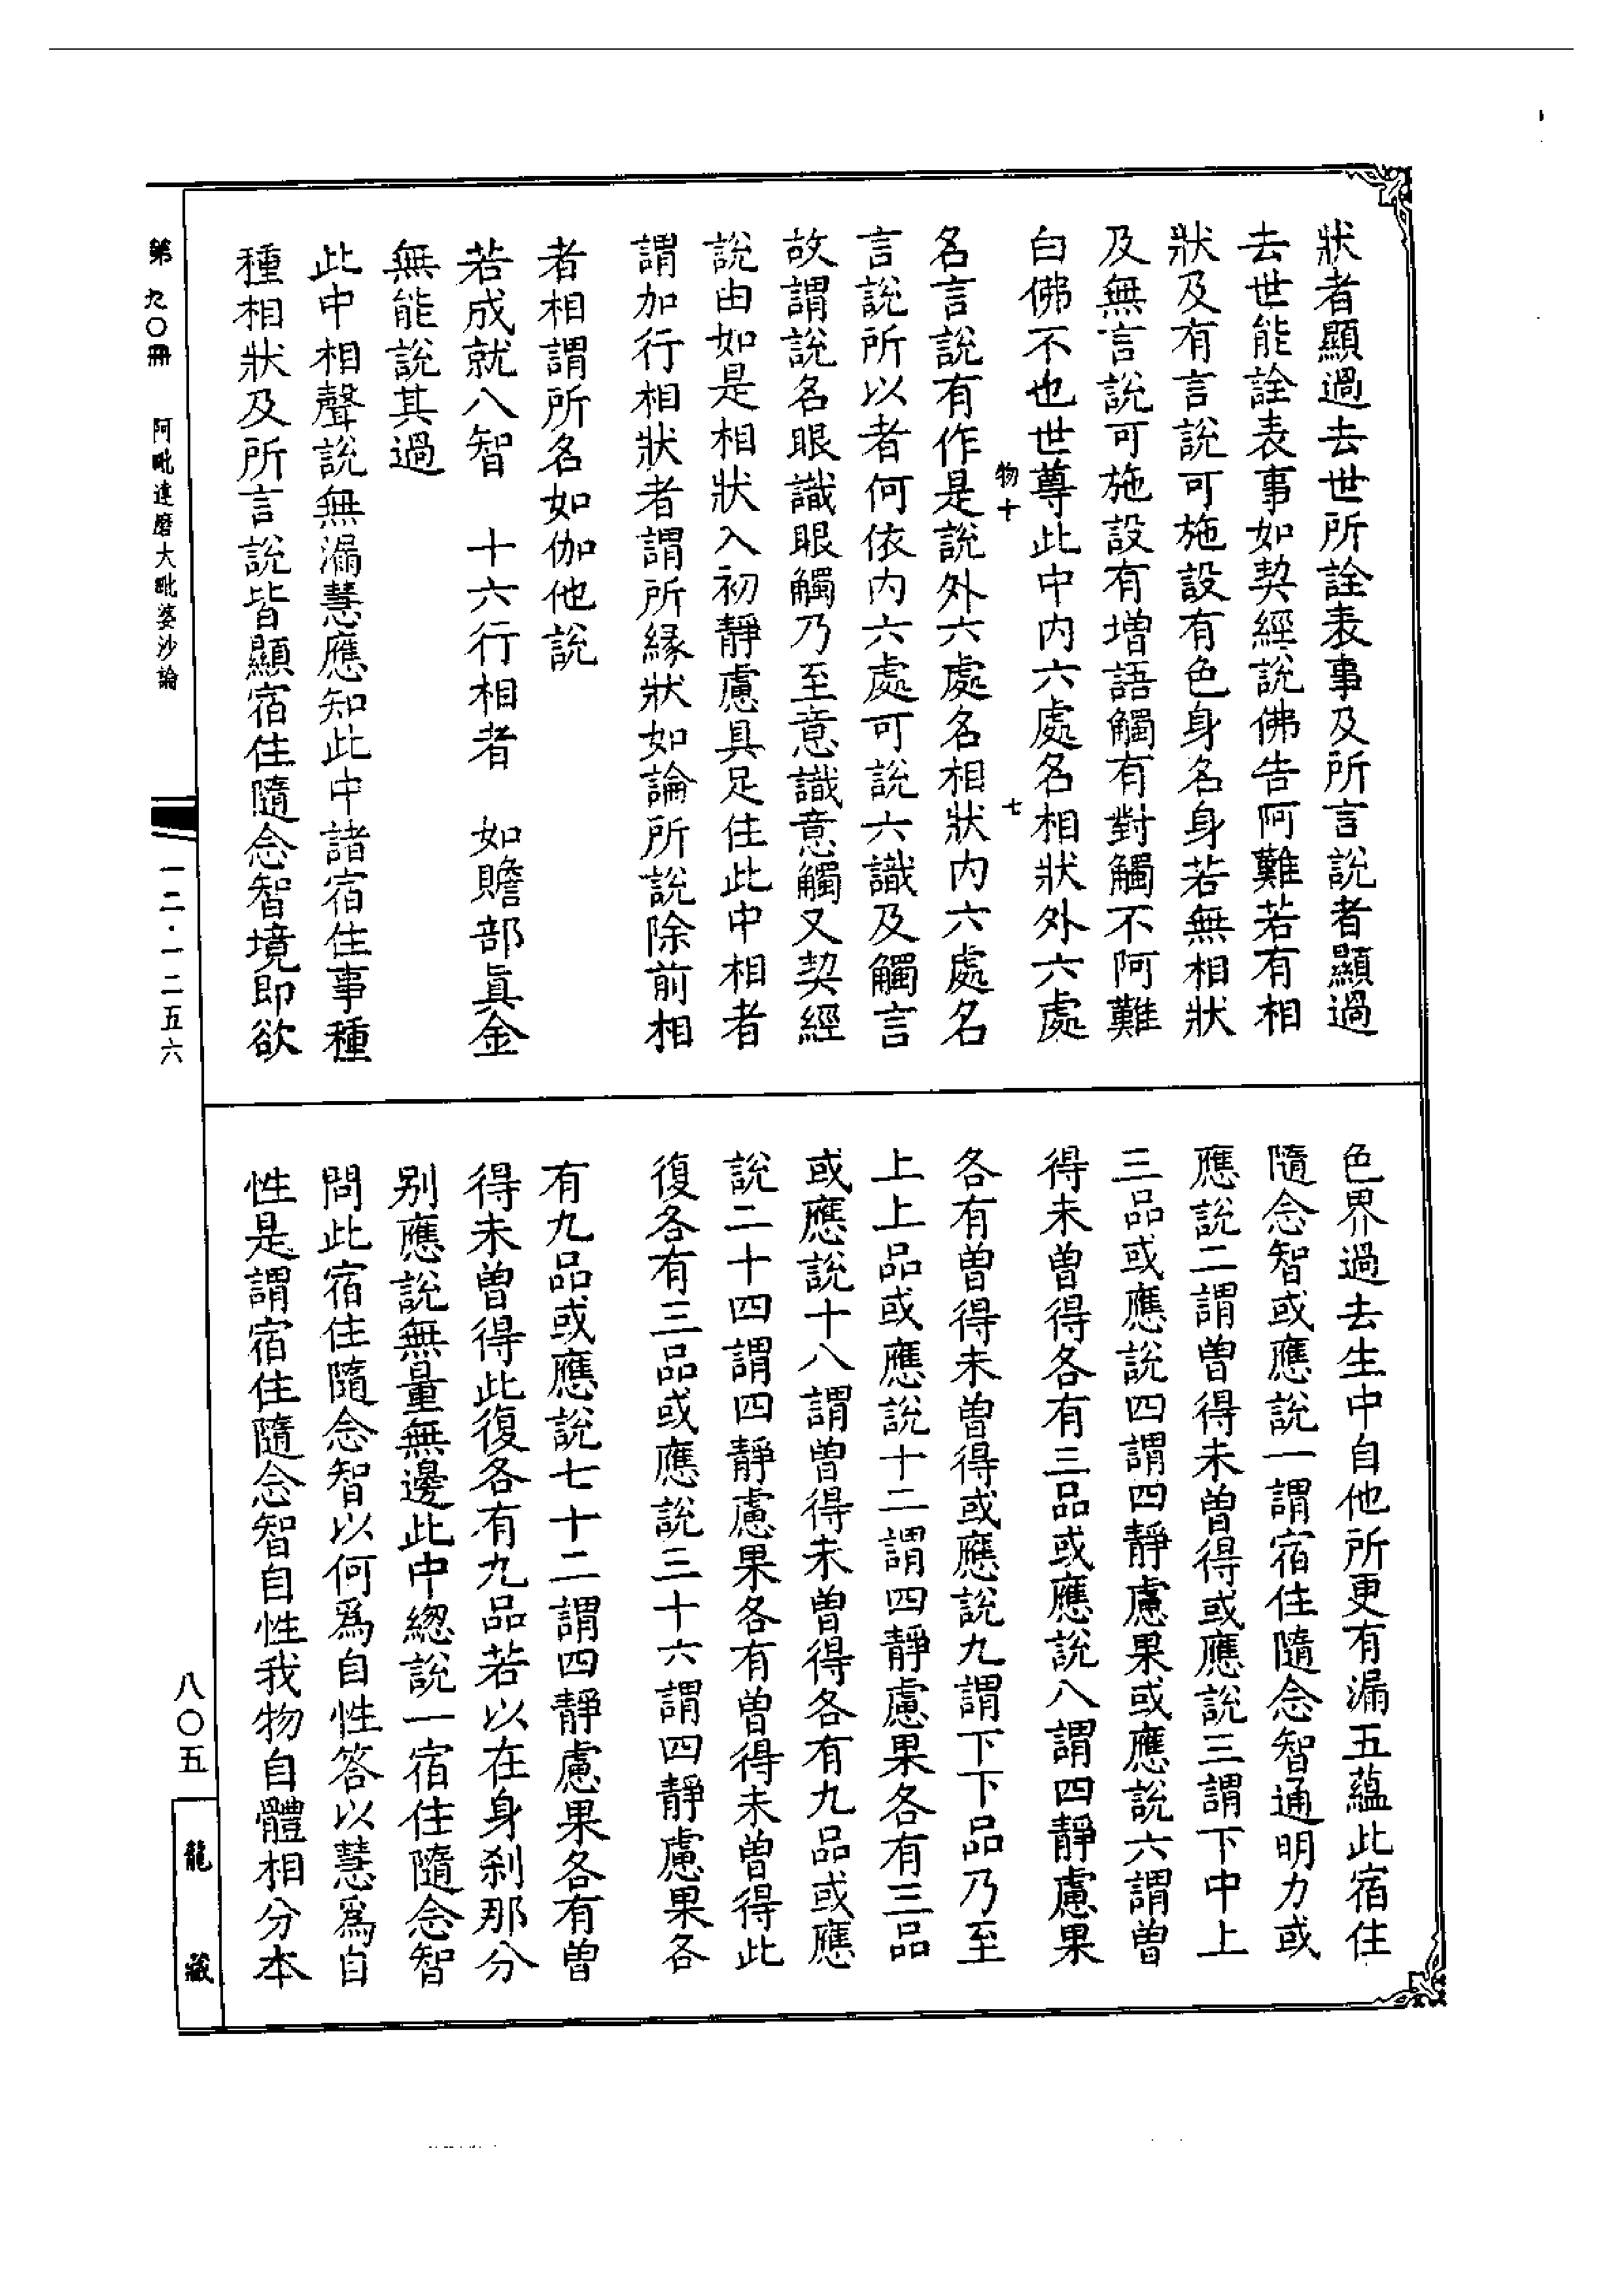 狀者顯過去世所詮表事及所言說者顯過
去世能詮表事如契經說佛告阿難若有相
狀及有言說可施設有色身名身若無相狀
及無言說可施設有增語觸有對觸不阿難
白佛不也世尊此中内六處名相狀外六處
物十
七
名言說有作是說外六處名相狀内六處名
言說所以者何依内六處可說六識及觸言
故謂說名眼識眼觸乃至意識意觸又契經
說由如是相狀入初靜慮具足住此中相者
謂加行相狀者謂所緣狀如論所說除前相
者相謂所名如伽他說
若成就八智　十六行相者　如贍部眞金
無能說其過
此中相聲說無漏慧應知此中諸宿住事種
種相狀及所言說皆顯宿住隨念智境即欲
色界過去生中自他所更有漏五蘊此宿住
隨念智或應說一謂宿住隨念智通明力或
應說二謂曾得未曾得或應說三謂下中上
三品或應說四謂四靜慮果或應說六謂曾
得未曾得各有三品或應說八謂四靜慮果
各有曾得未曾得或應說九謂下下品乃至
上上品或應說十二謂四靜慮果各有三品
或應說十八謂曾得未曾得各有九品或應
說二十四謂四靜慮果各有曾得未曾得此
復各有三品或應說三十六謂四靜慮果各
有九品或應說七十二謂四靜慮果各有曾
得未曾得此復各有九品若以在身刹那分
别應說無量無邊此中緫說一宿住隨念智
問此宿住隨念智以何爲自性答以慧爲自
性是謂宿住隨念智自性我物自體相分本
第九〇冊　阿毗達磨大毗婆沙論
一二·一二五六
八〇五
龍藏